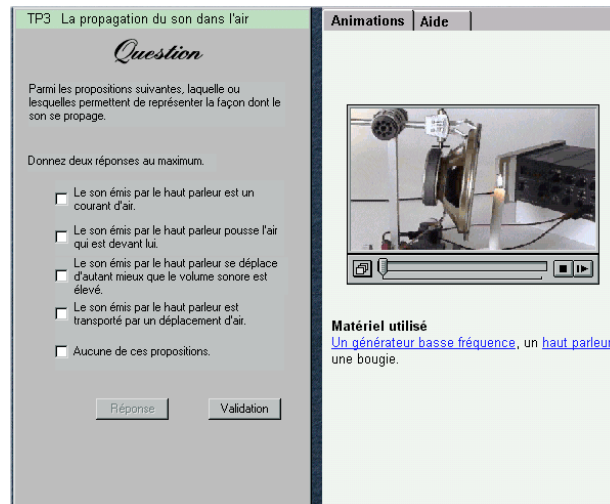 TP3 La propagation du son dans l'air
Question
Parmi les propositions suivantes, laquelle ou
lesquelles permettent de représenter la façon dont le
son se propage.
Donnez deux réponses au maximum.
Le son émis par le haut parleur est un
courant d'air.
Le son émis par le haut parleur pousse l'air
qui est devant lui.
Le son émis par le haut parleur se déplace
d'autant mieux que le volume sonore est
élevé.
Le son émis par le haut parleur est
transporté par un déplacement d'air.
Aucune de ces propositions.
Réponse
Validation
Animations
Aide
Matériel utilisé
Un générateur basse fréquence, un haut parleur
une bougie.